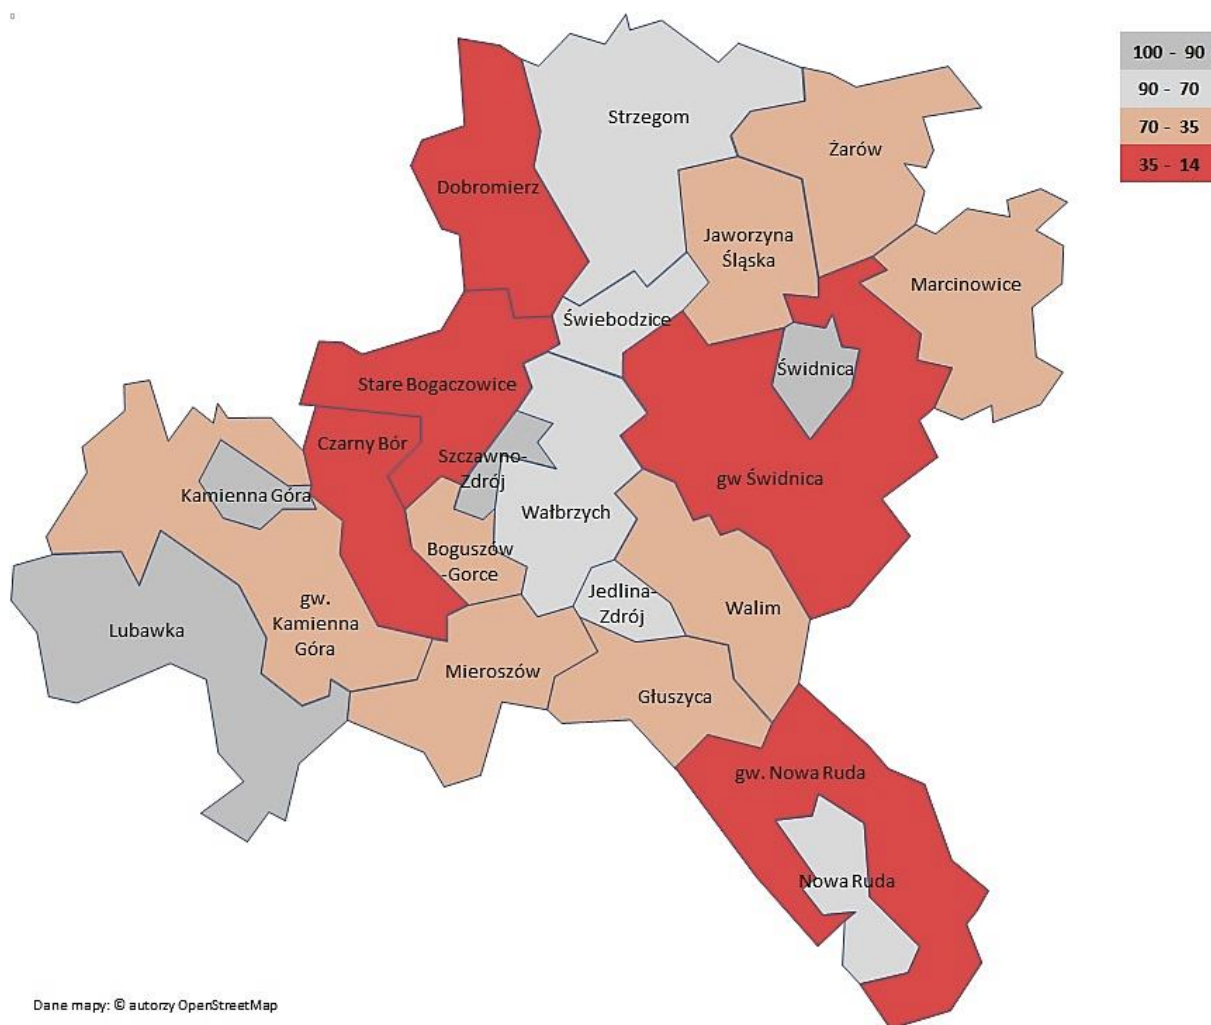 100 - 90
90 - 70
70 - 35
35 - 14
Strzegom
Żarów
Dobromierz
Jaworzyna
Śląska
Marcinowice
Świebodzice
Świdnica
Stare Bogaczowice
Czarny Bór
Szczawno-
Zdrój
gw Świdnica
Kamienna Góra
Wałbrzych
Boguszów
-Gorce
Jedlina-
Zdrój
Walim
gw.
Kamienna
Góra
Lubawka
Mieroszów
Głuszyca
gw. Nowa Ruda
Nowa Ruda
Dane mapy: © autorzy OpenStreetMap